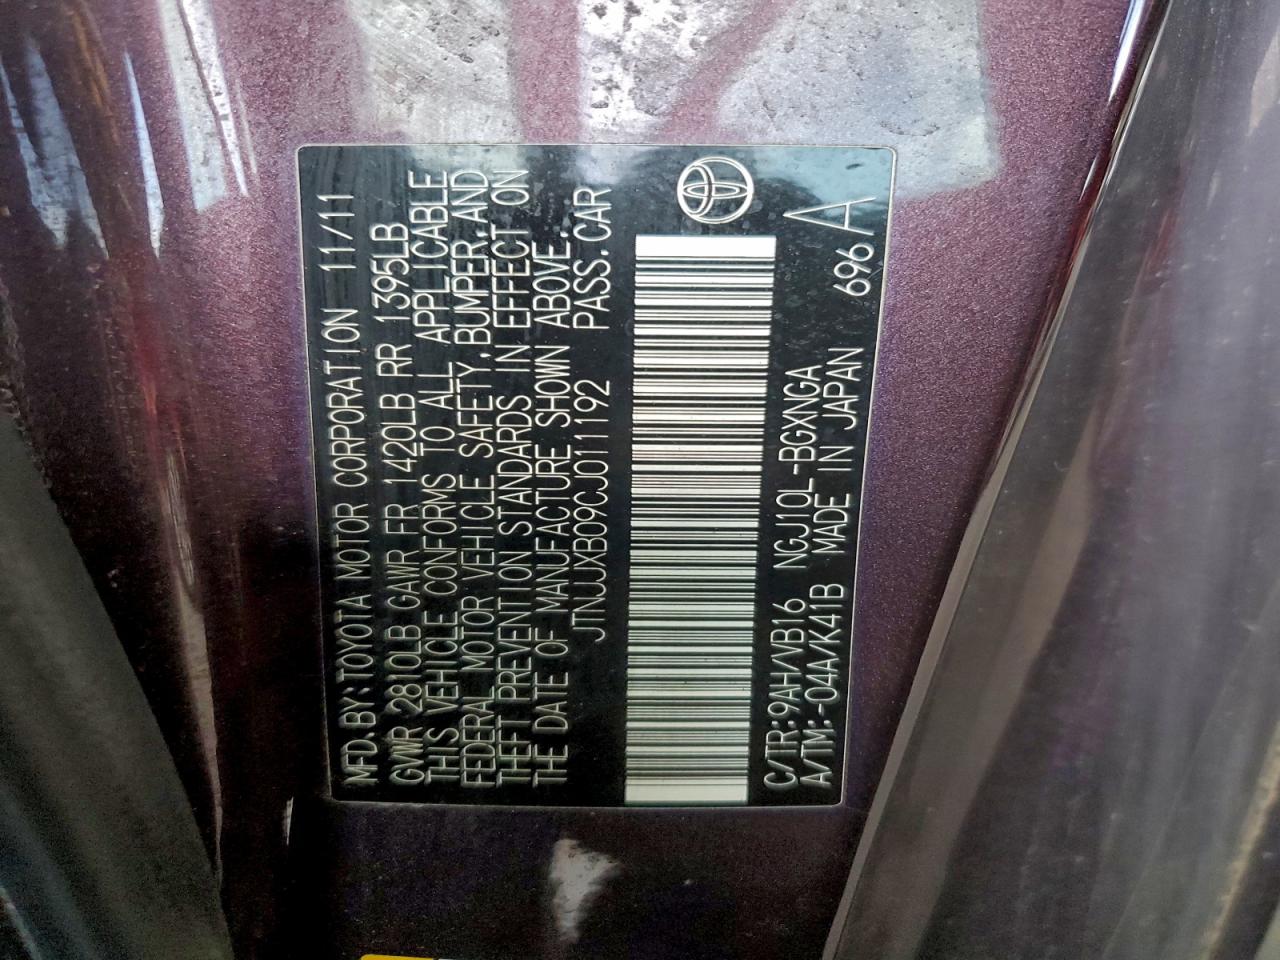 MFD.BY:TOYOTA MOTOR CORPORATION 11/11
GVWR 2810LB GAWR FR 1420LB RR 1395LB
THIS VEHICLE CONFORMS TO ALL APPLICABLE
FEDERAL MOTOR VEHICLE SAFETY,BUMPER,AND
THEFT PREVENTION STANDARDS IN EFFECT ON
THE DATE OF MANUFACTURE SHOWN ABOVE.
JTNJJXB09CJ011192 PASS.CAR
C/TR:9AH/VB16 NGJ10L-BGXNGA
A/TM:-04A/K41B MADE IN JAPAN 696 A